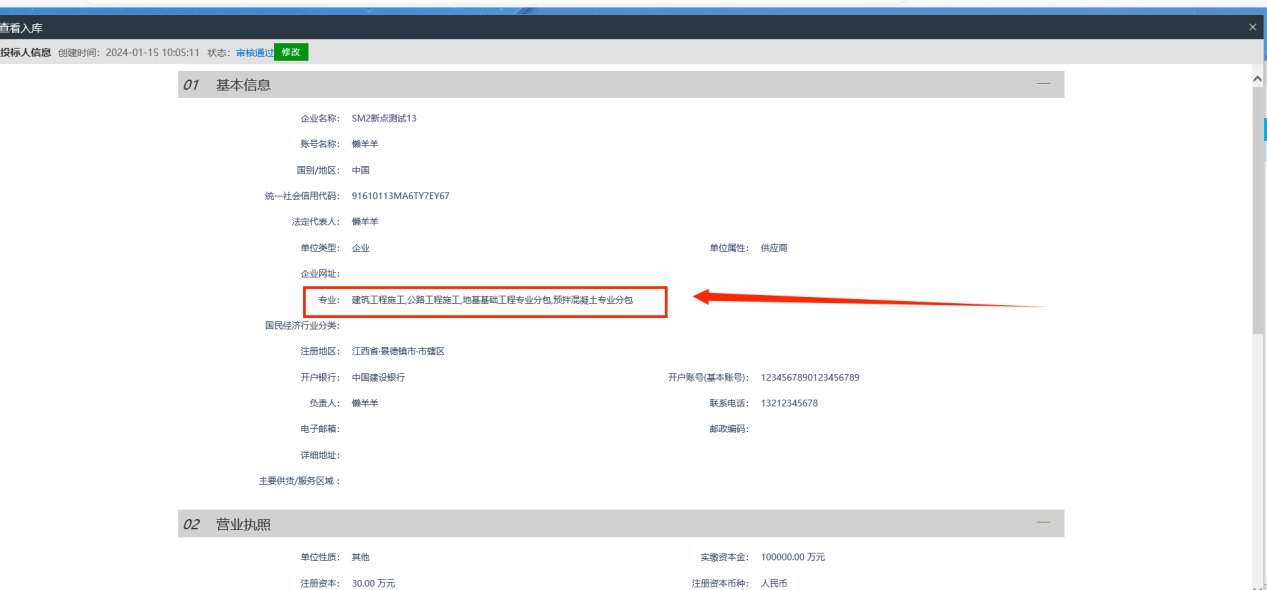 查看入库
投标人信息 创建时间：2024-01-15 10:05:11 状态：审核通过 修改
01 基本信息
企业名称： SM2新点测试13
账号名称： 懒羊羊
国别/地区： 中国
统一社会信用代码： 91610113MA6TY7EY67
法定代表人： 懒羊羊
单位类型： 企业 单位属性： 供应商
企业网址：
专业： 建筑工程施工,公路工程施工,地基基础工程专业分包,预拌混凝土专业分包
国民经济行业分类：
注册地区： 江西省·景德镇市·市辖区
开户银行： 中国建设银行 开户账号(基本账号)： 1234567890123456789
负责人： 懒羊羊 联系电话： 13212345678
电子邮箱： 邮政编码：
详细地址：
主要供货/服务区域：
02 营业执照
单位性质： 其他 实缴资本金： 100000.00 万元
注册资本： 30.00 万元 注册资本币种： 人民币